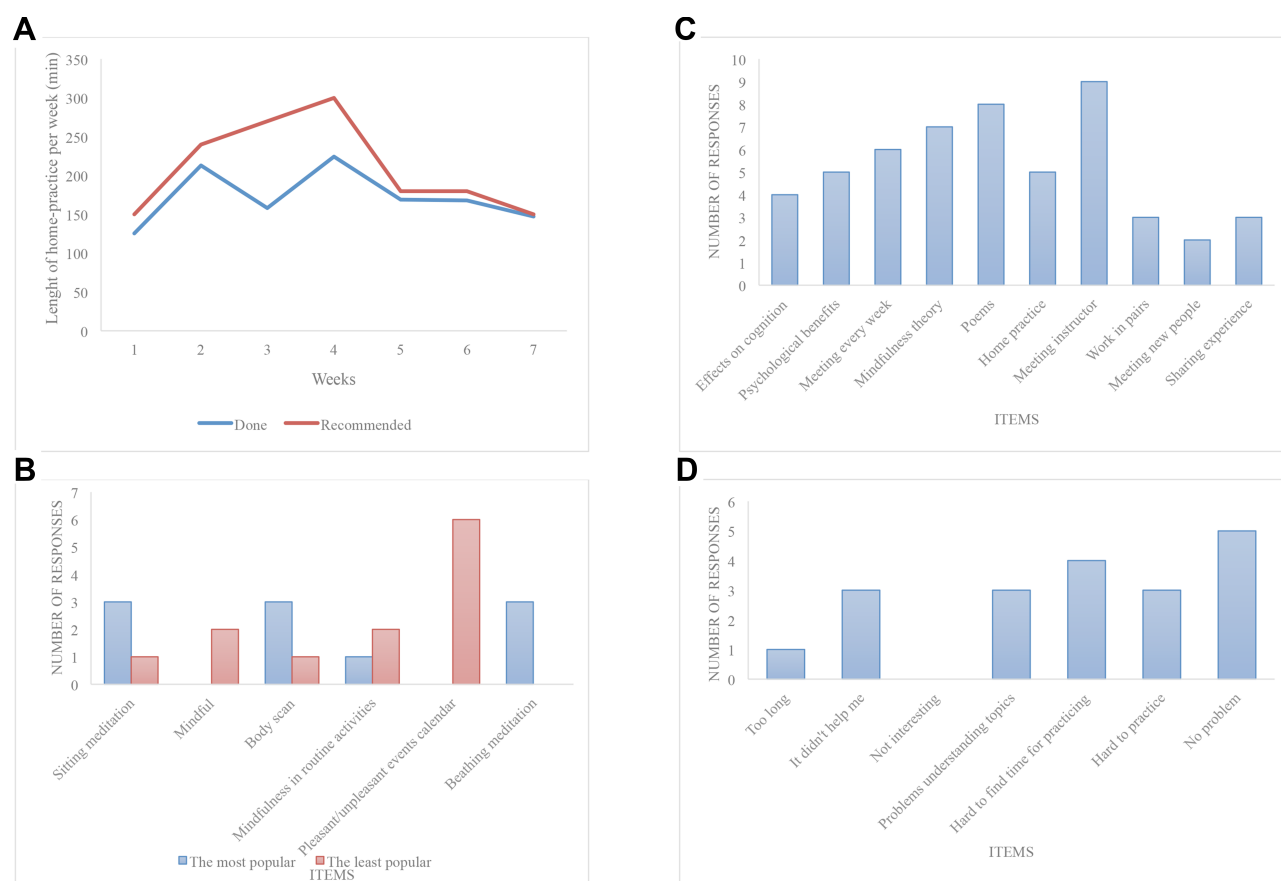 A
Lenght of home-practice per week (min)
350
300
250
200
150
100
50
0
1 2 3 4 5 6 7
Weeks
Done Recommended
B
NUMBER OF RESPONSES
7
6
5
4
3
2
1
0
Sitting meditation
Mindful
Body scan
Mindfulness in routine activities
Pleasant/unpleasant events calendar
Beathing meditation
The most popular The least popular
ITEMS
C
NUMBER OF RESPONSES
10
9
8
7
6
5
4
3
2
1
0
Effects on cognition
Psychological benefits
Meeting every week
Mindfulness theory
Poems
Home practice
Meeting instructor
Work in pairs
Meeting new people
Sharing experience
ITEMS
D
NUMBER OF RESPONSES
6
5
4
3
2
1
0
Too long
It didn't help me
Not interesting
Problems understanding topics
Hard to find time for practicing
Hard to practice
No problem
ITEMS